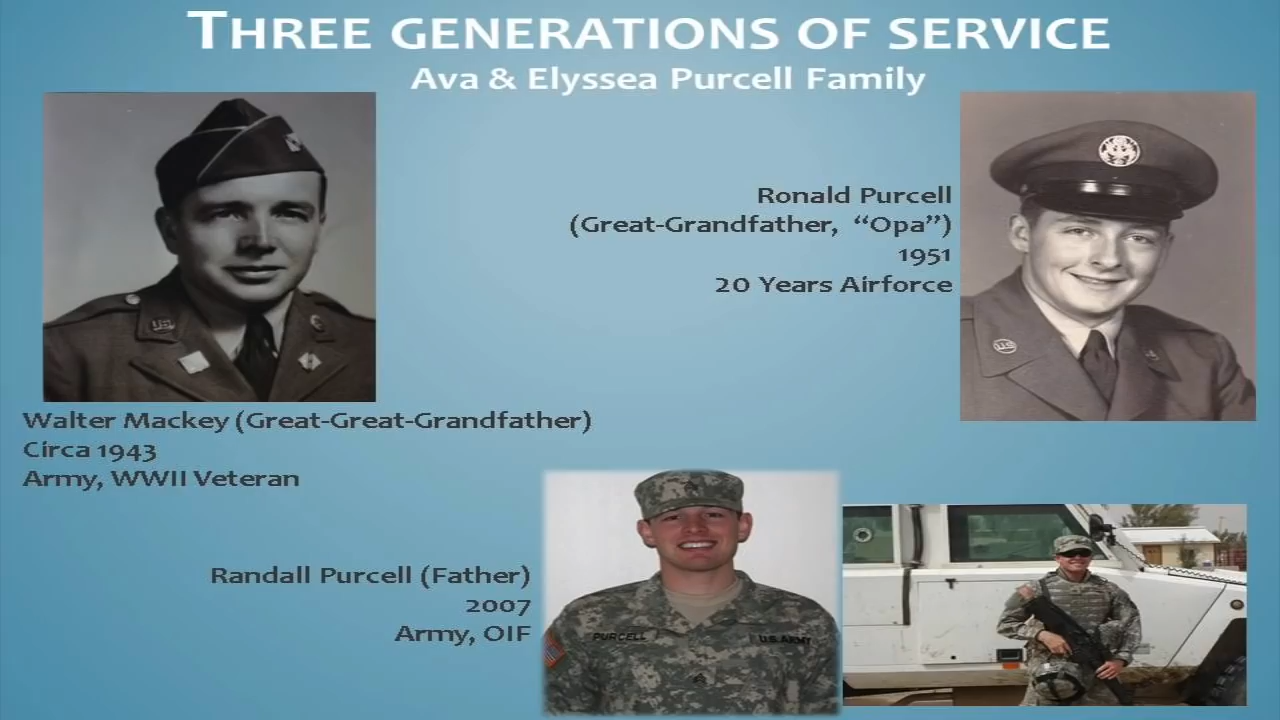 THREE GENERATIONS OF SERVICE
Ava & Elyssea Purcell Family
Ronald Purcell
(Great-Grandfather, “Opa”)
1951
20 Years Airforce
Walter Mackey (Great-Great-Grandfather)
Circa 1943
Army, WWII Veteran
Randall Purcell (Father)
2007
Army, OIF
PURCELL
U.S. ARMY
U.S